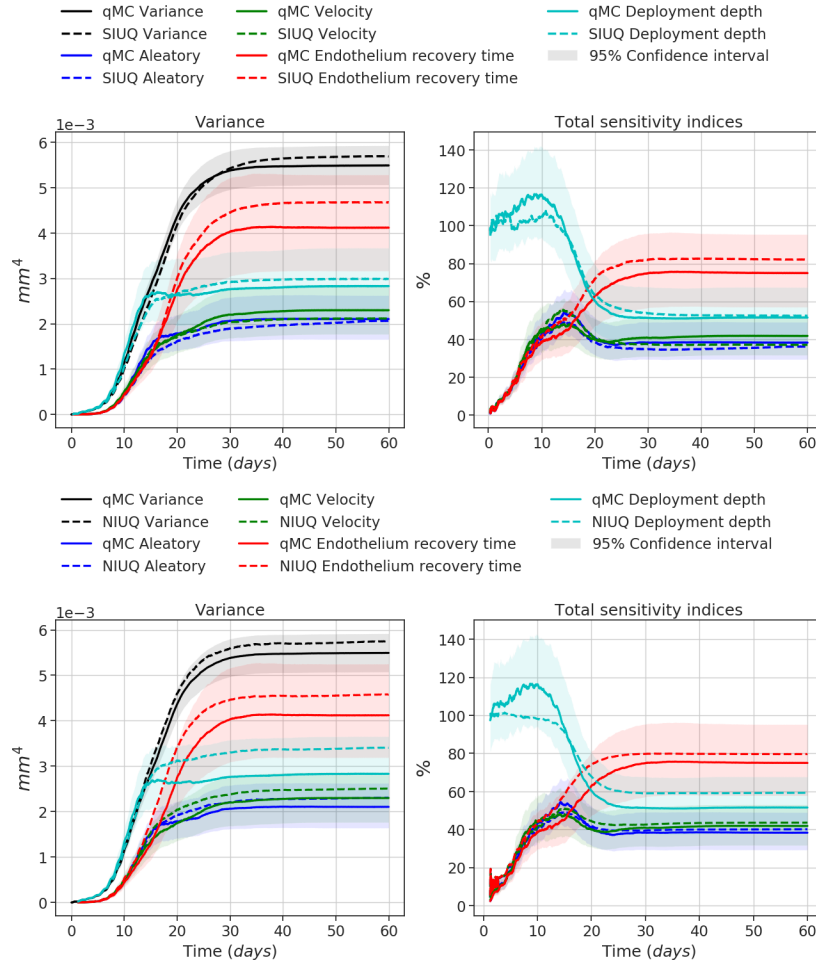 qMC Variance
SIUQ Variance
qMC Aleatory
SIUQ Aleatory
qMC Velocity
SIUQ Velocity
qMC Endothelium recovery time
SIUQ Endothelium recovery time
qMC Deployment depth
SIUQ Deployment depth
95% Confidence interval
1e−3
Variance
6
5
4
3
2
1
0
mm⁴
0 10 20 30 40 50 60
Time (days)
Total sensitivity indices
140
120
100
80
60
40
20
0
%
0 10 20 30 40 50 60
Time (days)
qMC Variance
NIUQ Variance
qMC Aleatory
NIUQ Aleatory
qMC Velocity
NIUQ Velocity
qMC Endothelium recovery time
NIUQ Endothelium recovery time
qMC Deployment depth
NIUQ Deployment depth
95% Confidence interval
1e−3
Variance
6
5
4
3
2
1
0
mm⁴
0 10 20 30 40 50 60
Time (days)
Total sensitivity indices
140
120
100
80
60
40
20
0
%
0 10 20 30 40 50 60
Time (days)